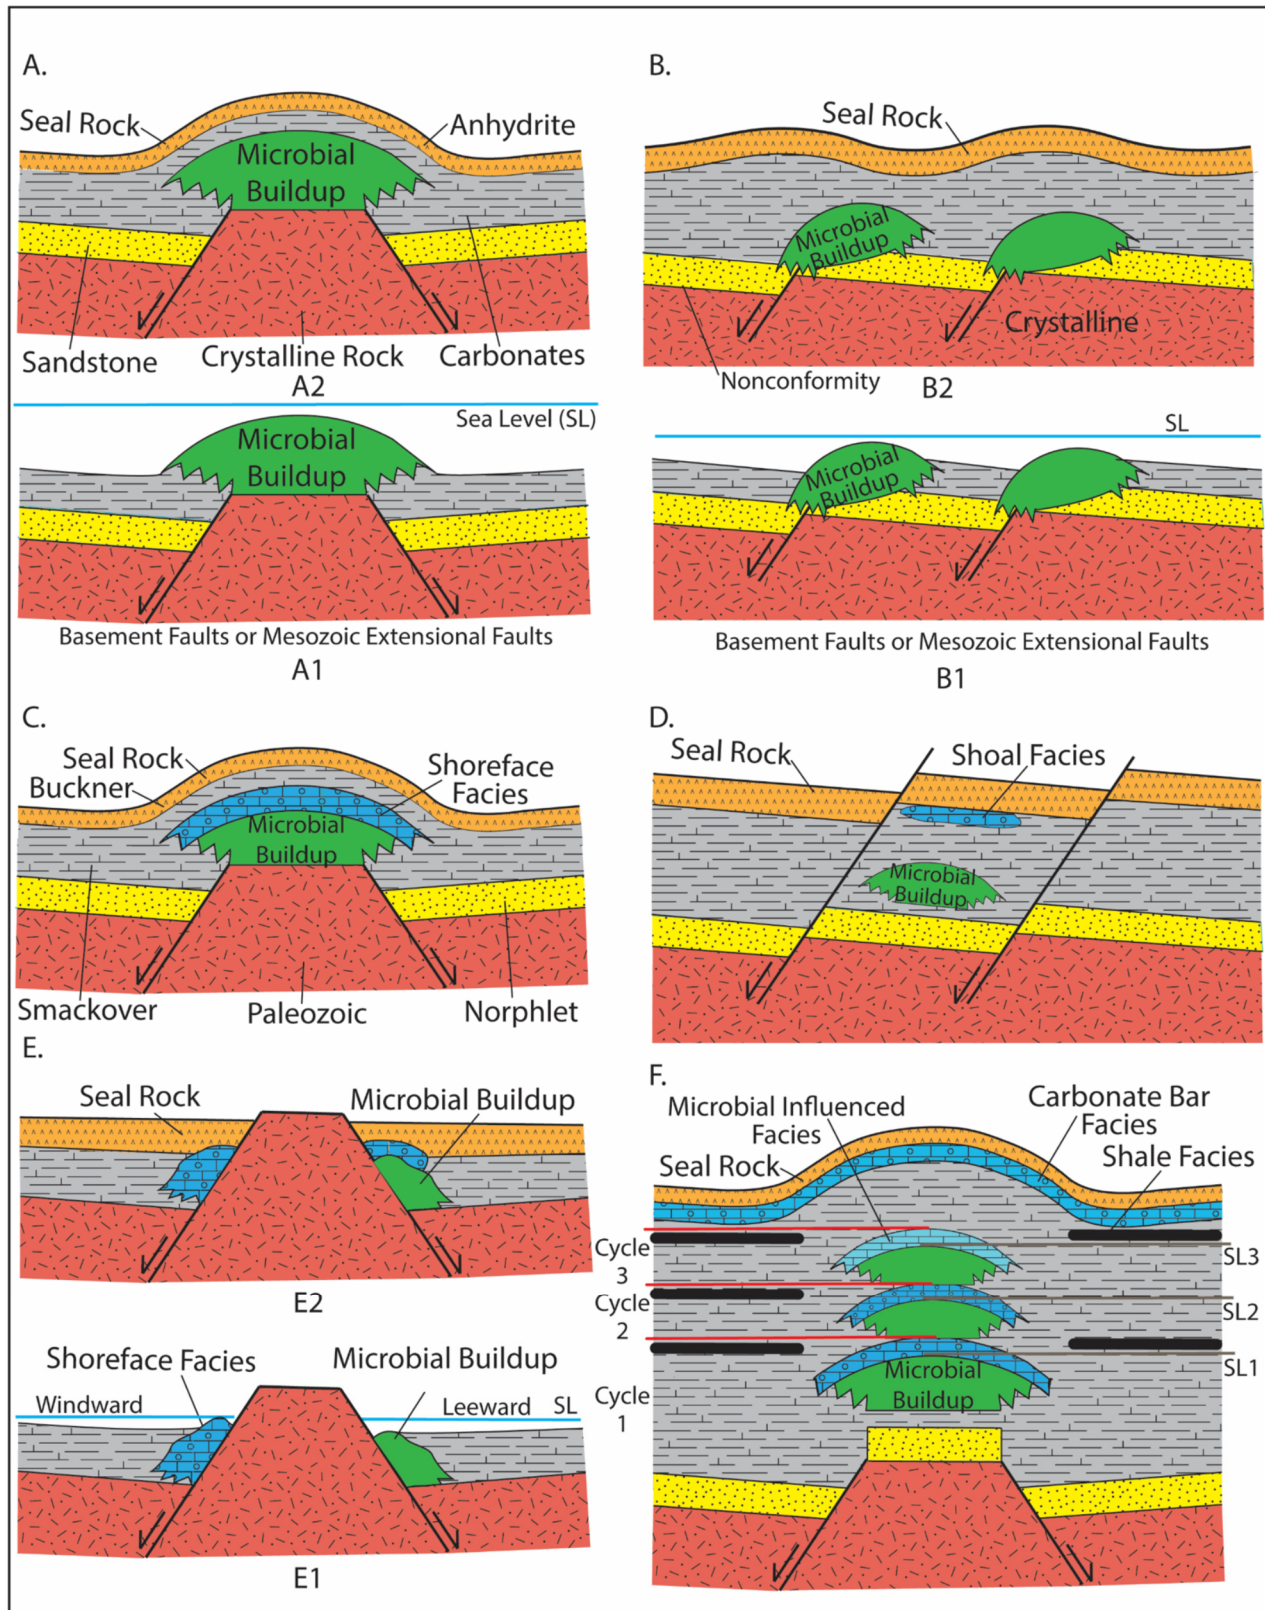 A.
Seal Rock
Anhydrite
Microbial
Buildup
Sandstone
Crystalline Rock
Carbonates
A2
Sea Level (SL)
Microbial
Buildup
Basement Faults or Mesozoic Extensional Faults
A1
B.
Seal Rock
Microbial
Buildup
Crystalline
Nonconformity
B2
SL
Microbial
Buildup
Basement Faults or Mesozoic Extensional Faults
B1
C.
Seal Rock
Buckner
Shoreface
Facies
Microbial
Buildup
Smackover
Paleozoic
Norphlet
D.
Seal Rock
Shoal Facies
Microbial
Buildup
E.
Seal Rock
Microbial Buildup
E2
Shoreface Facies
Microbial Buildup
Windward
Leeward
SL
E1
F.
Microbial Influenced
Facies
Carbonate Bar
Facies
Seal Rock
Shale Facies
Cycle
3
SL3
Cycle
2
SL2
SL1
Cycle
1
Microbial
Buildup